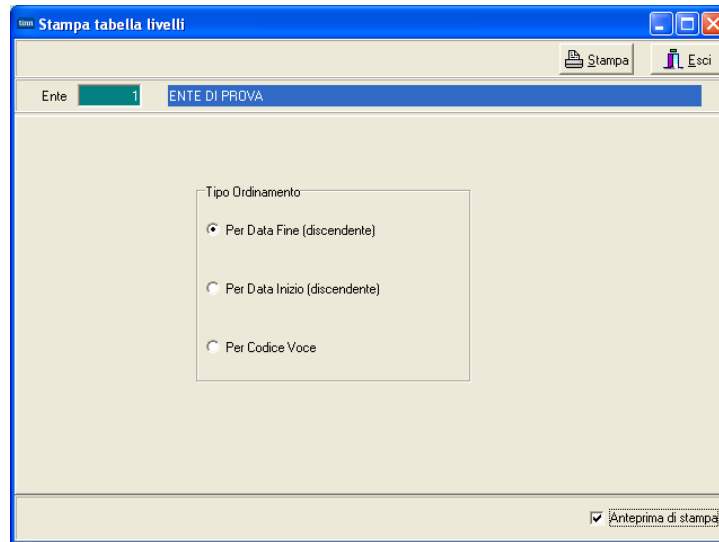 tinn Stampa tabella livelli
Stampa Esci
Ente 1 ENTE DI PROVA
Tipo Ordinamento
Per Data Fine (discendente)
Per Data Inizio (discendente)
Per Codice Voce
Anteprima di stampa